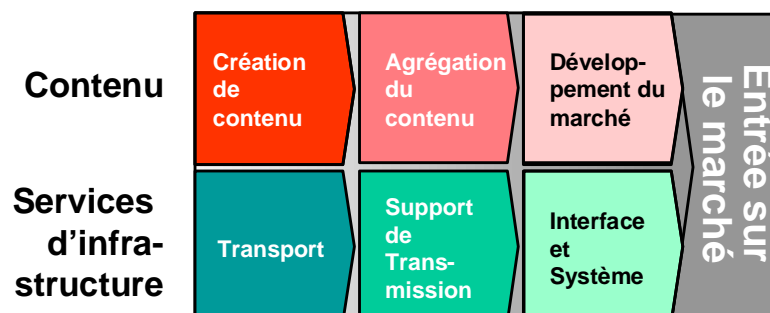 Contenu
Création
de
contenu
Agrégation
du
contenu
Dévelop-
pement du
marché
Services
d’infra-
structure
Transport
Support
de
Trans-
mission
Interface
et
Système
Entrée sur
le marché